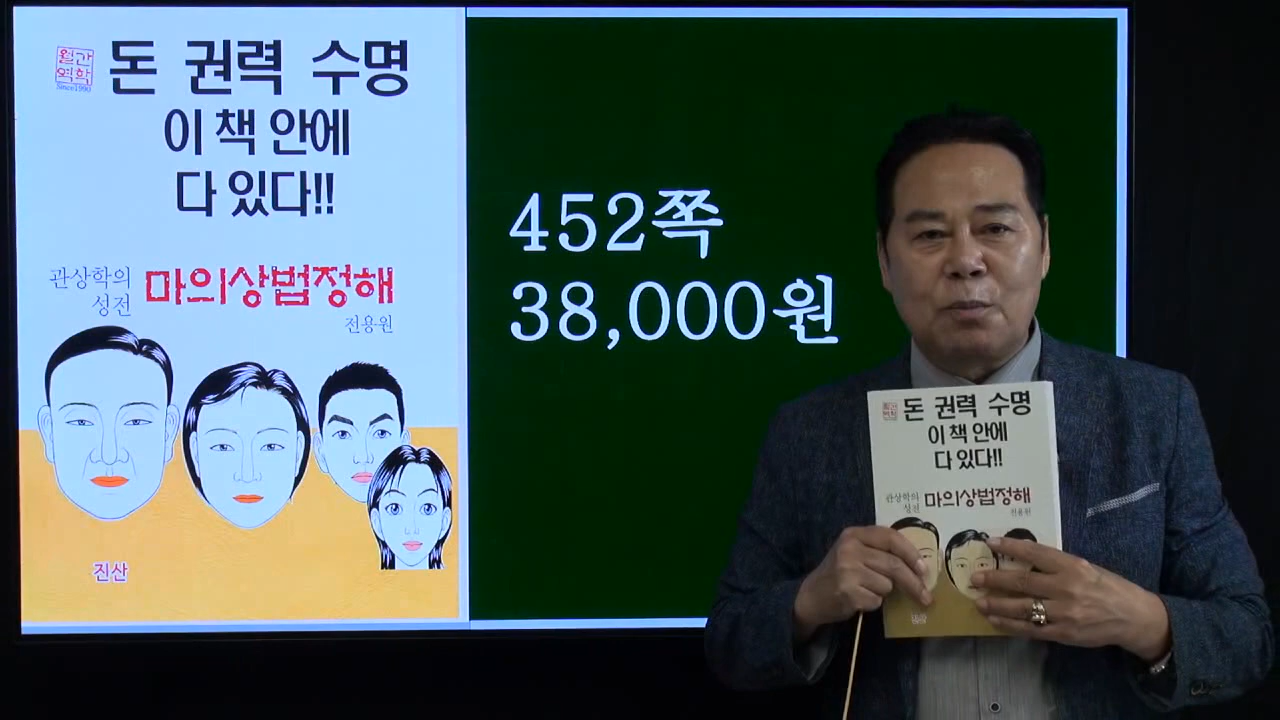 월간
역학
Since1990
돈 권력 수명
이 책 안에
다 있다!!
관상학의
성전
마의상법정해
전용원
진산
452쪽
38,000원
돈 권력 수명
이 책 안에
다 있다!!
관상학의
성전
마의상법정해
전용원